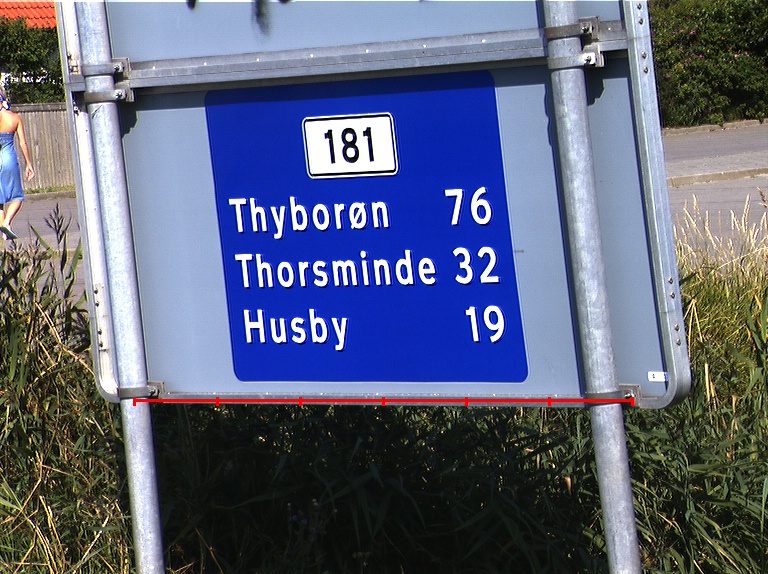 181
Thyborøn 76
Thorsminde 32
Husby 19